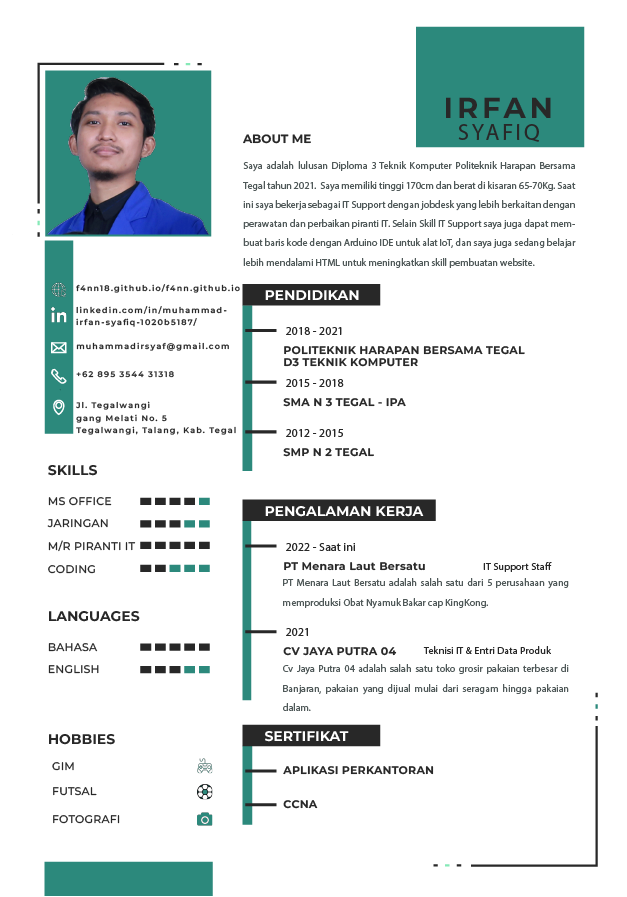 IRFAN
SYAFIQ
ABOUT ME
Saya adalah lulusan Diploma 3 Teknik Komputer Politeknik Harapan Bersama
Tegal tahun 2021. Saya memiliki tinggi 170cm dan berat di kisaran 65-70Kg. Saat
ini saya bekerja sebagai IT Support dengan jobdesk yang lebih berkaitan dengan
perawatan dan perbaikan piranti IT. Selain Skill IT Support saya juga dapat mem-
buat baris kode dengan Arduino IDE untuk alat IoT, dan saya juga sedang belajar
lebih mendalami HTML untuk meningkatkan skill pembuatan website.
f4nn18.github.io/f4nn.github.io
in
linkedin.com/in/muhammad-
irfan-syafiq-1020b5187/
muhammadirsyaf@gmail.com
+62 895 3544 31318
Jl. Tegalwangi
gang Melati No. 5
Tegalwangi, Talang, Kab. Tegal
SKILLS
MS OFFICE
JARINGAN
M/R PIRANTI IT
CODING
LANGUAGES
BAHASA
ENGLISH
HOBBIES
GIM
FUTSAL
FOTOGRAFI
PENDIDIKAN
2018 - 2021
POLITEKNIK HARAPAN BERSAMA TEGAL
D3 TEKNIK KOMPUTER
2015 - 2018
SMA N 3 TEGAL - IPA
2012 - 2015
SMP N 2 TEGAL
PENGALAMAN KERJA
2022 - Saat ini
PT Menara Laut Bersatu IT Support Staff
PT Menara Laut Bersatu adalah salah satu dari 5 perusahaan yang
memproduksi Obat Nyamuk Bakar cap KingKong.
2021
CV JAYA PUTRA 04 Teknisi IT & Entri Data Produk
Cv Jaya Putra 04 adalah salah satu toko grosir pakaian terbesar di
Banjaran, pakaian yang dijual mulai dari seragam hingga pakaian
dalam.
SERTIFIKAT
APLIKASI PERKANTORAN
CCNA